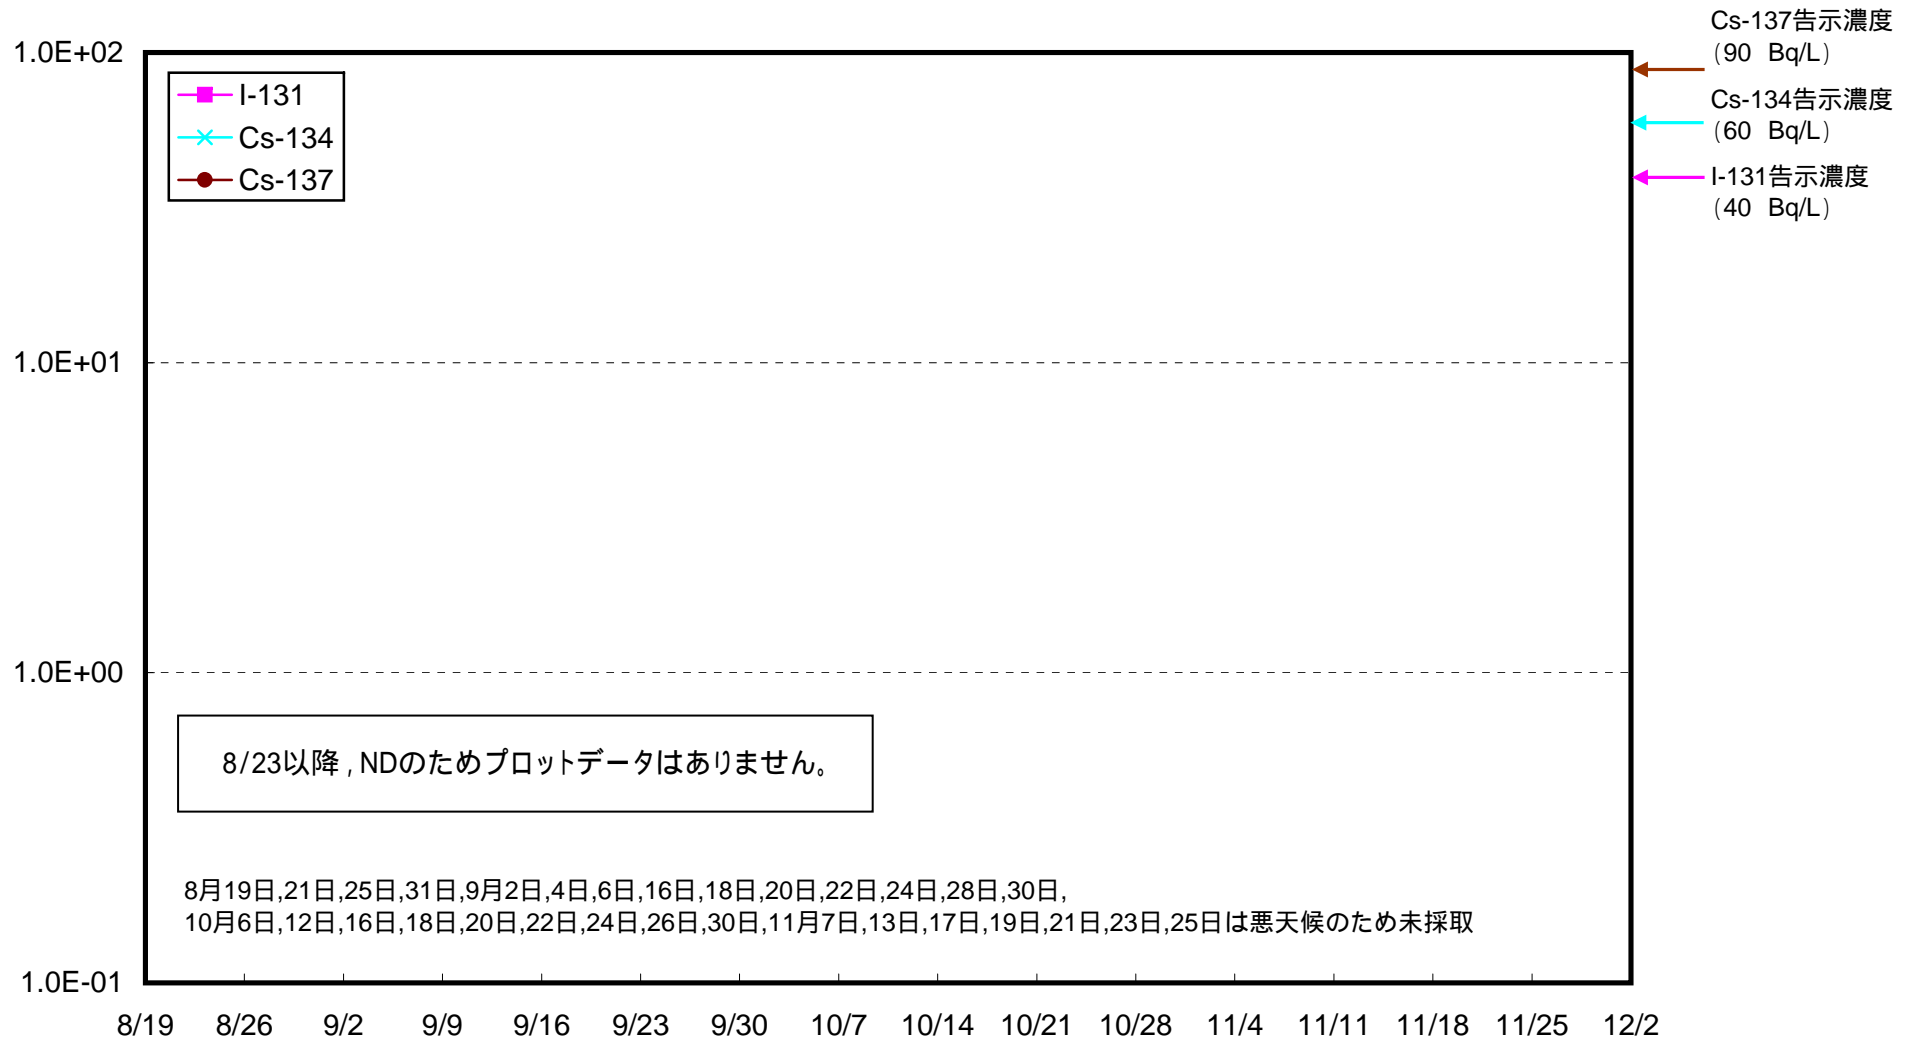 Cs-137告示濃度
(90 Bq/L)
Cs-134告示濃度
(60 Bq/L)
I-131告示濃度
(40 Bq/L)
1.0E+02
1.0E+01
1.0E+00
1.0E-01
I-131
Cs-134
Cs-137
8/23以降,NDのためプロットデータはありません。
8月19日,21日,25日,31日,9月2日,4日,6日,16日,18日,20日,22日,24日,28日,30日,
10月6日,12日,16日,18日,20日,22日,24日,26日,30日,11月7日,13日,17日,19日,21日,23日,25日は悪天候のため未採取
8/19 8/26 9/2 9/9 9/16 9/23 9/30 10/7 10/14 10/21 10/28 11/4 11/11 11/18 11/25 12/2